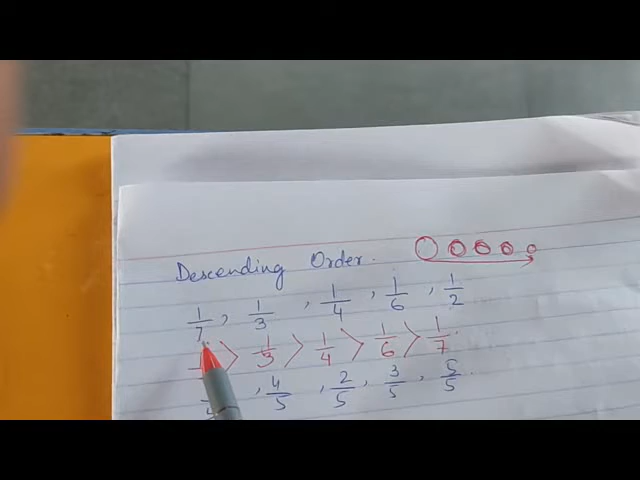 Descending Order.
1/7, 1/3, 1/4, 1/6, 1/2
> 1/3 > 1/4 > 1/6 > 1/7.
, 4/5, 2/5, 3/5, 5/5.